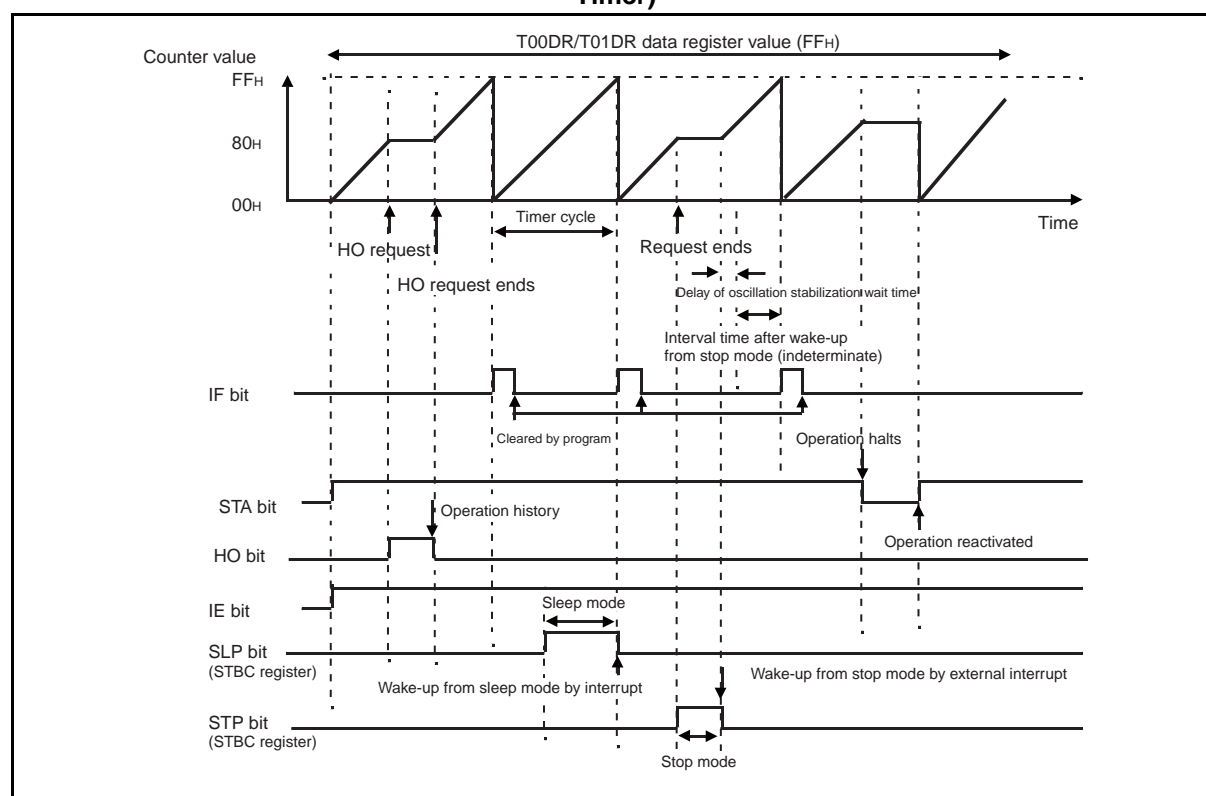 Timer)
T00DR/T01DR data register value (FFH)
Counter value
FFH
80H
00H
Time
Timer cycle
HO request
Request ends
HO request ends
Delay of oscillation stabilization wait time
Interval time after wake-up
from stop mode (indeterminate)
IF bit
Cleared by program
Operation halts
STA bit
Operation history
Operation reactivated
HO bit
IE bit
Sleep mode
SLP bit
(STBC register)
Wake-up from sleep mode by interrupt
Wake-up from stop mode by external interrupt
STP bit
(STBC register)
Stop mode